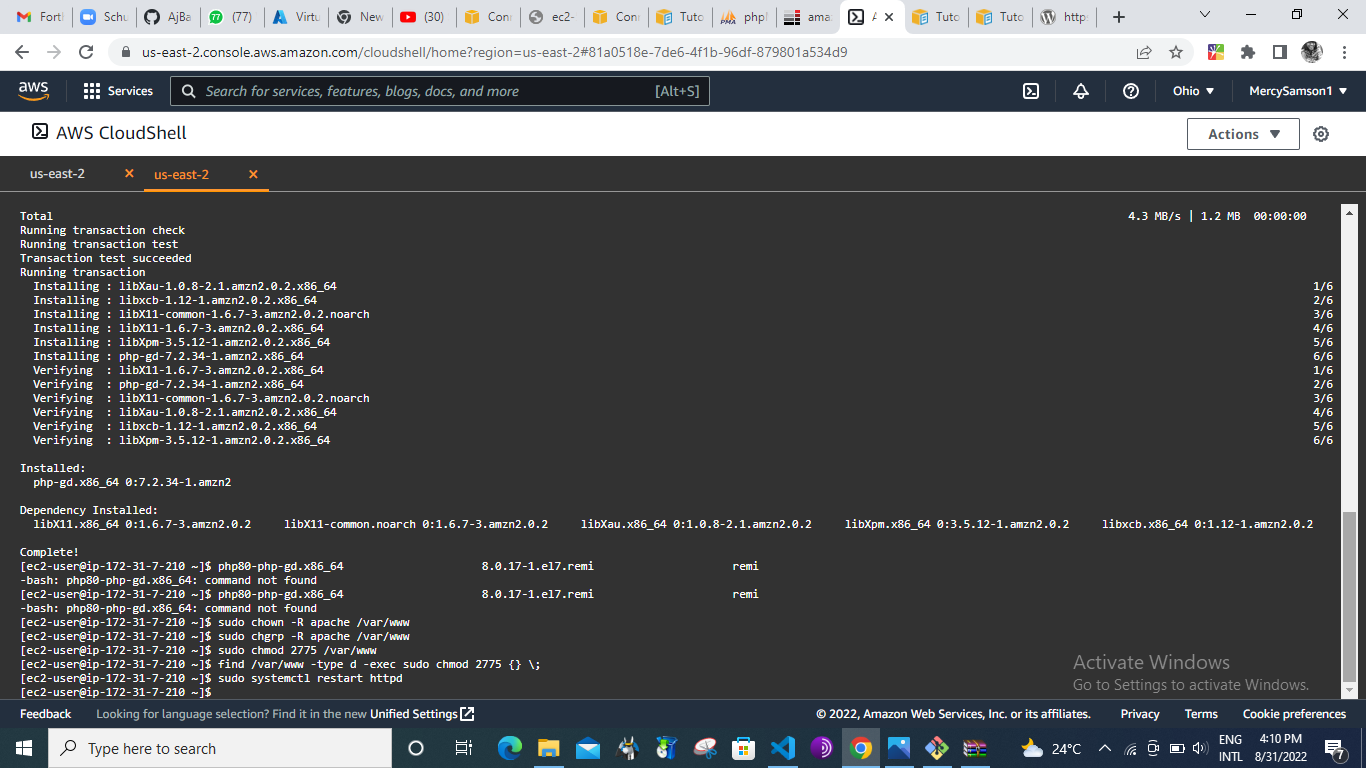 Fort
Schu
AjBa
77 (77)
Virtu
New
(30)
Conn
ec2-
Conn
Tuto
php
ama
Tuto
Tuto
http
us-east-2.console.aws.amazon.com/cloudshell/home?region=us-east-2#81a0518e-7de6-4f1b-96df-879801a534d9
aws Services Search for services, features, blogs, docs, and more [Alt+S] Ohio MercySamson1
AWS CloudShell Actions
us-east-2 us-east-2
Total 4.3 MB/s | 1.2 MB 00:00:00
Running transaction check
Running transaction test
Transaction test succeeded
Running transaction
Installing : libXau-1.0.8-2.1.amzn2.0.2.x86_64 1/6
Installing : libxcb-1.12-1.amzn2.0.2.x86_64 2/6
Installing : libX11-common-1.6.7-3.amzn2.0.2.noarch 3/6
Installing : libX11-1.6.7-3.amzn2.0.2.x86_64 4/6
Installing : libXpm-3.5.12-1.amzn2.0.2.x86_64 5/6
Installing : php-gd-7.2.34-1.amzn2.x86_64 6/6
Verifying : libX11-1.6.7-3.amzn2.0.2.x86_64 1/6
Verifying : php-gd-7.2.34-1.amzn2.x86_64 2/6
Verifying : libX11-common-1.6.7-3.amzn2.0.2.noarch 3/6
Verifying : libXau-1.0.8-2.1.amzn2.0.2.x86_64 4/6
Verifying : libxcb-1.12-1.amzn2.0.2.x86_64 5/6
Verifying : libXpm-3.5.12-1.amzn2.0.2.x86_64 6/6
Installed:
php-gd.x86_64 0:7.2.34-1.amzn2
Dependency Installed:
libX11.x86_64 0:1.6.7-3.amzn2.0.2 libX11-common.noarch 0:1.6.7-3.amzn2.0.2 libXau.x86_64 0:1.0.8-2.1.amzn2.0.2 libXpm.x86_64 0:3.5.12-1.amzn2.0.2 libxcb.x86_64 0:1.12-1.amzn2.0.2
Complete!
[ec2-user@ip-172-31-7-210 ~]$ php80-php-gd.x86_64 8.0.17-1.el7.remi remi
-bash: php80-php-gd.x86_64: command not found
[ec2-user@ip-172-31-7-210 ~]$ php80-php-gd.x86_64 8.0.17-1.el7.remi remi
-bash: php80-php-gd.x86_64: command not found
[ec2-user@ip-172-31-7-210 ~]$ sudo chown -R apache /var/www
[ec2-user@ip-172-31-7-210 ~]$ sudo chgrp -R apache /var/www
[ec2-user@ip-172-31-7-210 ~]$ sudo chmod 2775 /var/www
[ec2-user@ip-172-31-7-210 ~]$ find /var/www -type d -exec sudo chmod 2775 {} \;
[ec2-user@ip-172-31-7-210 ~]$ sudo systemctl restart httpd
[ec2-user@ip-172-31-7-210 ~]$
Activate Windows
Go to Settings to activate Windows.
Feedback Looking for language selection? Find it in the new Unified Settings © 2022, Amazon Web Services, Inc. or its affiliates. Privacy Terms Cookie preferences
Type here to search 24°C ENG 4:10 PM
INTL 8/31/2022 7